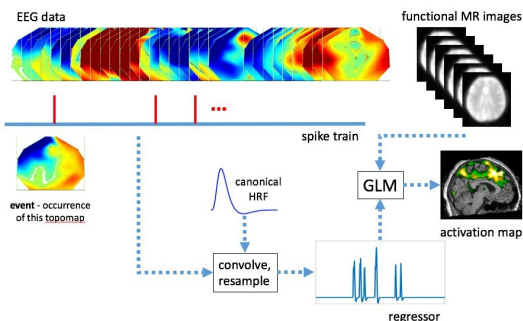 EEG data
functional MR images
...
spike train
event - occurrence
of this topomap
canonical
HRF
GLM
activation map
convolve,
resample
regressor